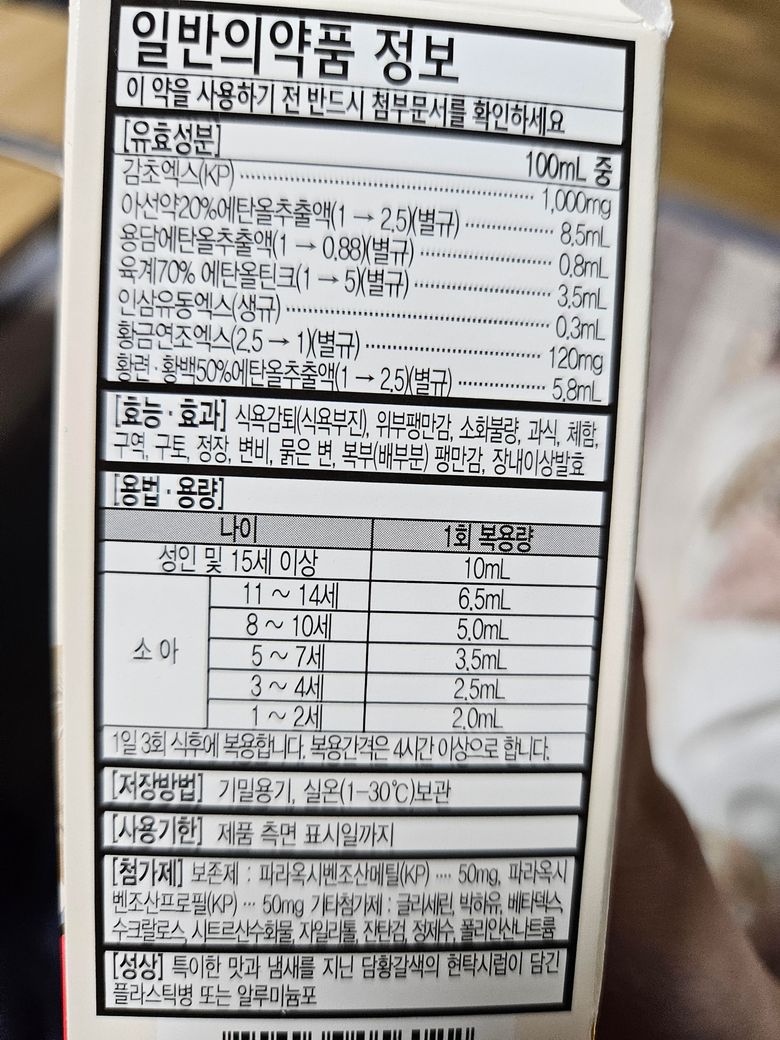 일반의약품 정보
이 약을 사용하기 전 반드시 첨부문서를 확인하세요
[유효성분] 100mL 중
감초엑스(KP) ································ 1,000mg
아선약20%에탄올추출액(1 → 2.5)(별규) ············ 8.5mL
용담에탄올추출액(1 → 0.88)(별규) ················· 0.8mL
육계70% 에탄올틴크(1 → 5)(별규) ················· 3.5mL
인삼유동엑스(생규) ································ 0.3mL
황금연조엑스(2.5 → 1)(별규) ······················ 120mg
황련·황백50%에탄올추출액(1 → 2.5)(별규) ·········· 5.8mL
[효능·효과] 식욕감퇴(식욕부진), 위부팽만감, 소화불량, 과식, 체함,
구역, 구토, 정장, 변비, 묽은 변, 복부(배부분) 팽만감, 장내이상발효
[용법·용량]
나이 1회 복용량
성인 및 15세 이상 10mL
소아 11 ~ 14세 6.5mL
8 ~ 10세 5.0mL
5 ~ 7세 3.5mL
3 ~ 4세 2.5mL
1 ~ 2세 2.0mL
1일 3회 식후에 복용합니다. 복용간격은 4시간 이상으로 합니다.
[저장방법] 기밀용기, 실온(1-30℃)보관
[사용기한] 제품 측면 표시일까지
[첨가제] 보존제 : 파라옥시벤조산메틸(KP) ···· 50mg, 파라옥시
벤조산프로필(KP) ··· 50mg 기타첨가제 : 글리세린, 박하유, 베타덱스,
수크랄로스, 시트르산수화물, 자일리톨, 잔탄검, 정제수, 폴리인산나트륨
[성상] 특이한 맛과 냄새를 지닌 담황갈색의 현탁시럽이 담긴
플라스틱병 또는 알루미늄포